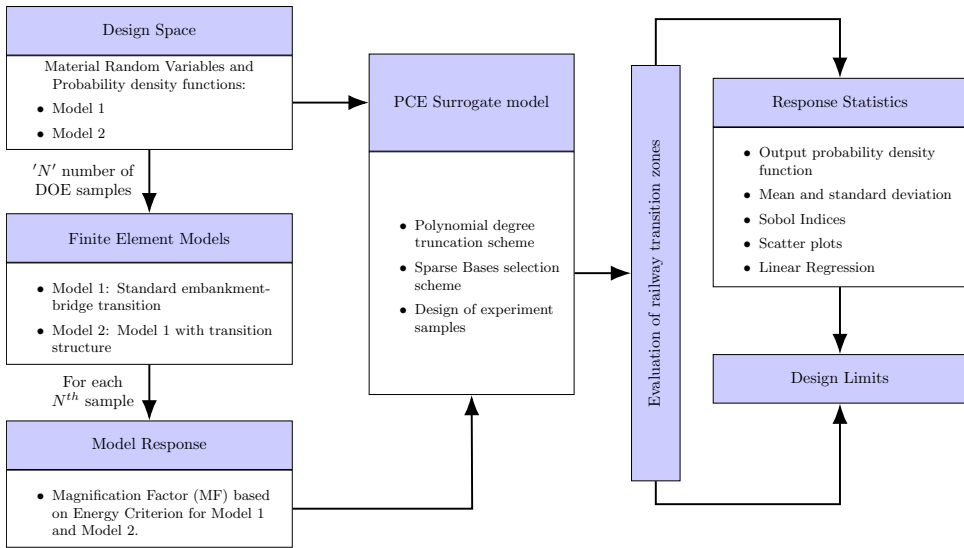 Design Space
Material Random Variables and
Probability density functions:
• Model 1
• Model 2
′N′ number of
DOE samples
Finite Element Models
• Model 1: Standard embankment-
bridge transition
• Model 2: Model 1 with transition
structure
For each
N^th sample
Model Response
• Magnification Factor (MF) based
on Energy Criterion for Model 1
and Model 2.
PCE Surrogate model
• Polynomial degree
truncation scheme
• Sparse Bases selection
scheme
• Design of experiment
samples
Evaluation of railway transition zones
Response Statistics
• Output probability density
function
• Mean and standard deviation
• Sobol Indices
• Scatter plots
• Linear Regression
Design Limits